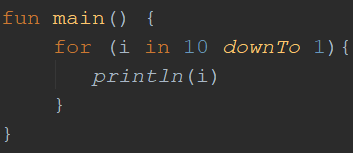 fun main() {
    for (i in 10 downTo 1){
        println(i)
    }
}